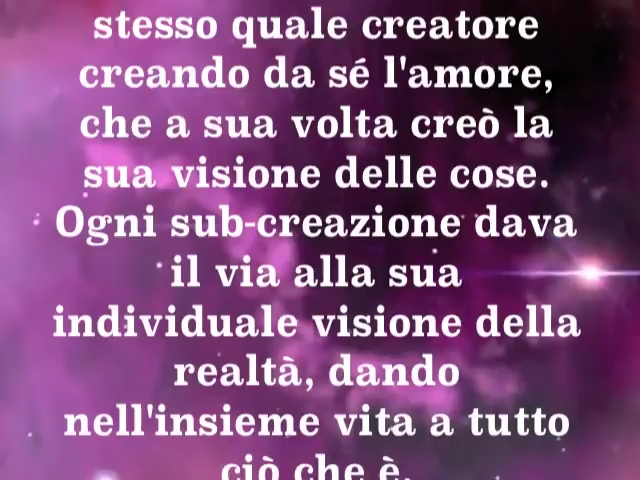 stesso quale creatore
creando da sé l'amore,
che a sua volta creò la
sua visione delle cose.
Ogni sub-creazione dava
il via alla sua
individuale visione della
realtà, dando
nell'insieme vita a tutto
ciò che è.